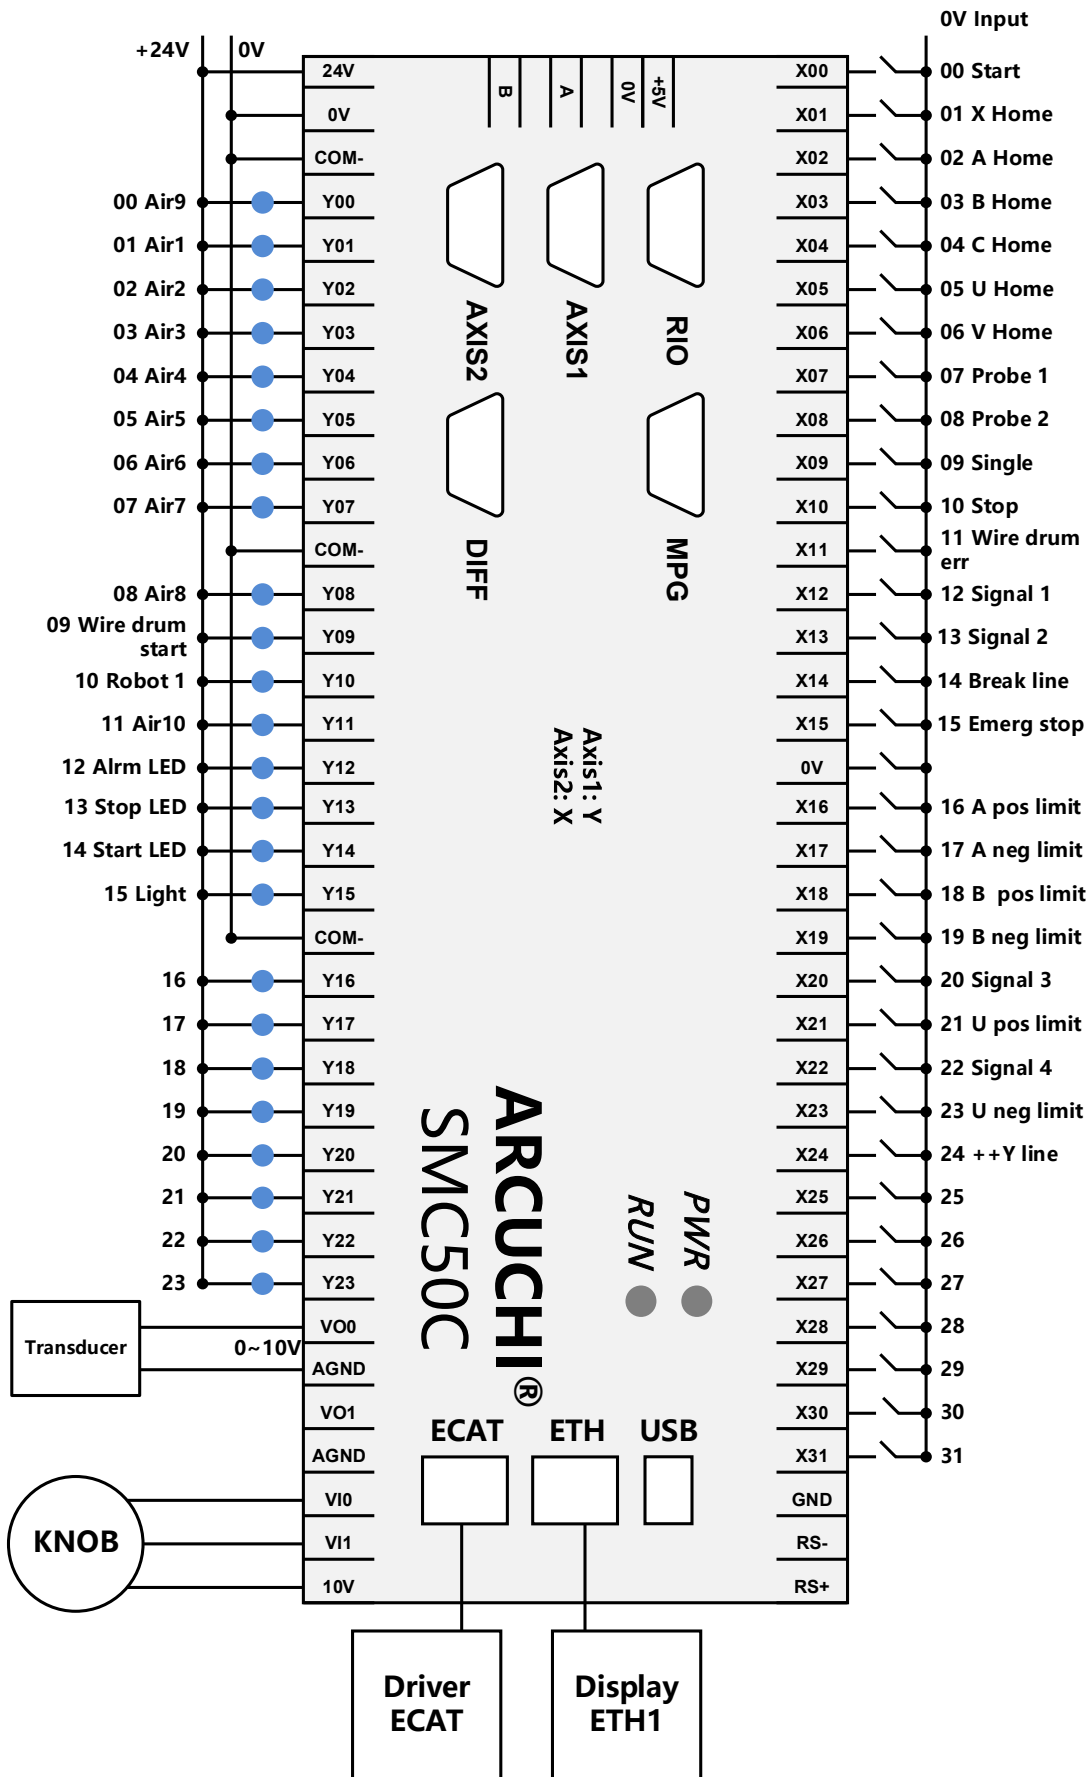 0V Input
+24V
0V
00 Air9
01 Air1
02 Air2
03 Air3
04 Air4
05 Air5
06 Air6
07 Air7
08 Air8
09 Wire drum
start
10 Robot 1
11 Air10
12 Alrm LED
13 Stop LED
14 Start LED
15 Light
16
17
18
19
20
21
22
23
Transducer
0~10V
KNOB
24V
0V
COM-
Y00
Y01
Y02
Y03
Y04
Y05
Y06
Y07
COM-
Y08
Y09
Y10
Y11
Y12
Y13
Y14
Y15
COM-
Y16
Y17
Y18
Y19
Y20
Y21
Y22
Y23
VO0
AGND
VO1
AGND
VI0
VI1
10V
B
A
0V
+5V
AXIS2
AXIS1
RIO
DIFF
MPG
Axis1: Y
Axis2: X
ARCUCHI®
SMC50C
PWR
RUN
ECAT
ETH
USB
Driver
ECAT
Display
ETH1
X00
X01
X02
X03
X04
X05
X06
X07
X08
X09
X10
X11
X12
X13
X14
X15
0V
X16
X17
X18
X19
X20
X21
X22
X23
X24
X25
X26
X27
X28
X29
X30
X31
GND
RS-
RS+
00 Start
01 X Home
02 A Home
03 B Home
04 C Home
05 U Home
06 V Home
07 Probe 1
08 Probe 2
09 Single
10 Stop
11 Wire drum
err
12 Signal 1
13 Signal 2
14 Break line
15 Emerg stop
16 A pos limit
17 A neg limit
18 B  pos limit
19 B neg limit
20 Signal 3
21 U pos limit
22 Signal 4
23 U neg limit
24 ++Y line
25
26
27
28
29
30
31